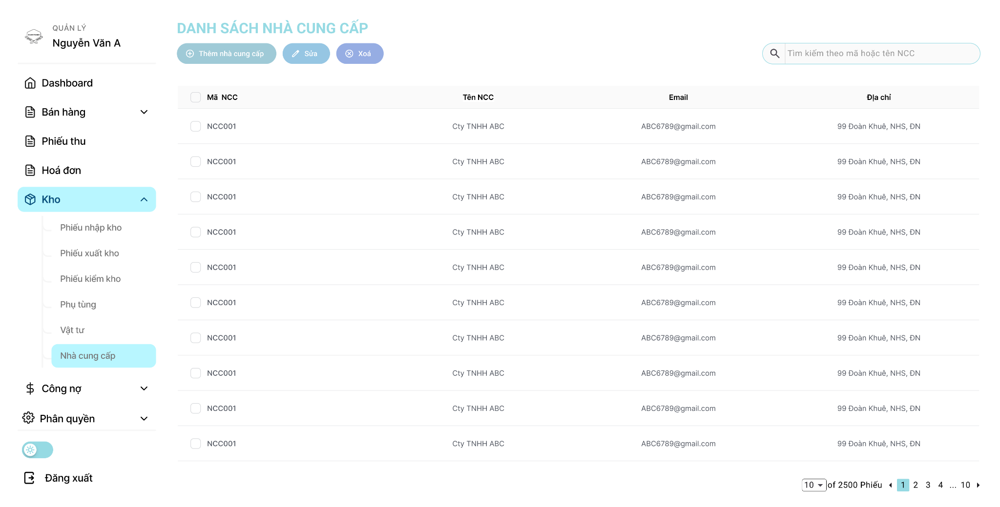 QUẢN LÝ
Nguyễn Văn A
Dashboard
Bán hàng
Phiếu thu
Hoá đơn
Kho
Phiếu nhập kho
Phiếu xuất kho
Phiếu kiểm kho
Phụ tùng
Vật tư
Nhà cung cấp
Công nợ
Phân quyền
Đăng xuất
DANH SÁCH NHÀ CUNG CẤP
Thêm nhà cung cấp Sửa Xoá
Tìm kiếm theo mã hoặc tên NCC
Mã NCC Tên NCC Email Địa chỉ
NCC001 Cty TNHH ABC ABC6789@gmail.com 99 Đoàn Khuê, NHS, ĐN
NCC001 Cty TNHH ABC ABC6789@gmail.com 99 Đoàn Khuê, NHS, ĐN
NCC001 Cty TNHH ABC ABC6789@gmail.com 99 Đoàn Khuê, NHS, ĐN
NCC001 Cty TNHH ABC ABC6789@gmail.com 99 Đoàn Khuê, NHS, ĐN
NCC001 Cty TNHH ABC ABC6789@gmail.com 99 Đoàn Khuê, NHS, ĐN
NCC001 Cty TNHH ABC ABC6789@gmail.com 99 Đoàn Khuê, NHS, ĐN
NCC001 Cty TNHH ABC ABC6789@gmail.com 99 Đoàn Khuê, NHS, ĐN
NCC001 Cty TNHH ABC ABC6789@gmail.com 99 Đoàn Khuê, NHS, ĐN
NCC001 Cty TNHH ABC ABC6789@gmail.com 99 Đoàn Khuê, NHS, ĐN
NCC001 Cty TNHH ABC ABC6789@gmail.com 99 Đoàn Khuê, NHS, ĐN
10 of 2500 Phiếu 1 2 3 4 ... 10